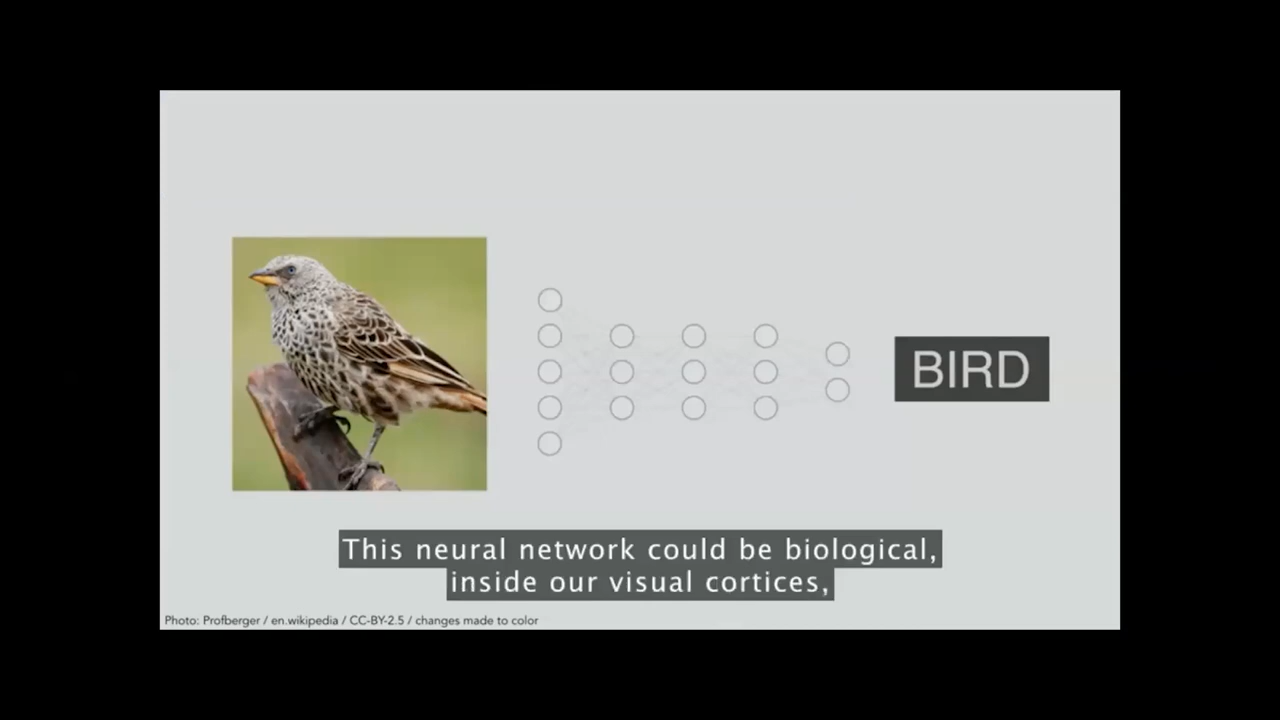 BIRD
This neural network could be biological,
inside our visual cortices,
Photo: Profberger / en.wikipedia / CC-BY-2.5 / changes made to color